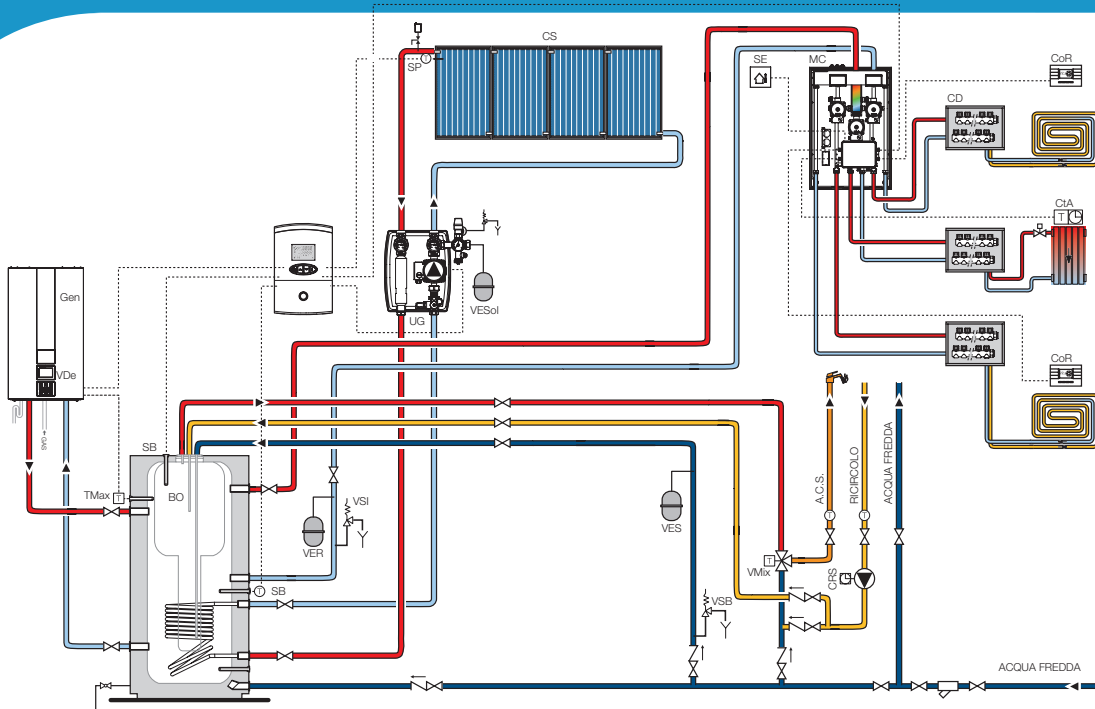 CS
SP
T
SE
MC
CoR
CD
CtA
T
Gen
VDe
UG
VESol
CoR
← GAS
SB
TMax
T
BO
VSI
VER
VES
A.C.S.
RICIRCOLO
ACQUA FREDDA
T
T
T
VMix
CRS
T
SB
VSB
ACQUA FREDDA